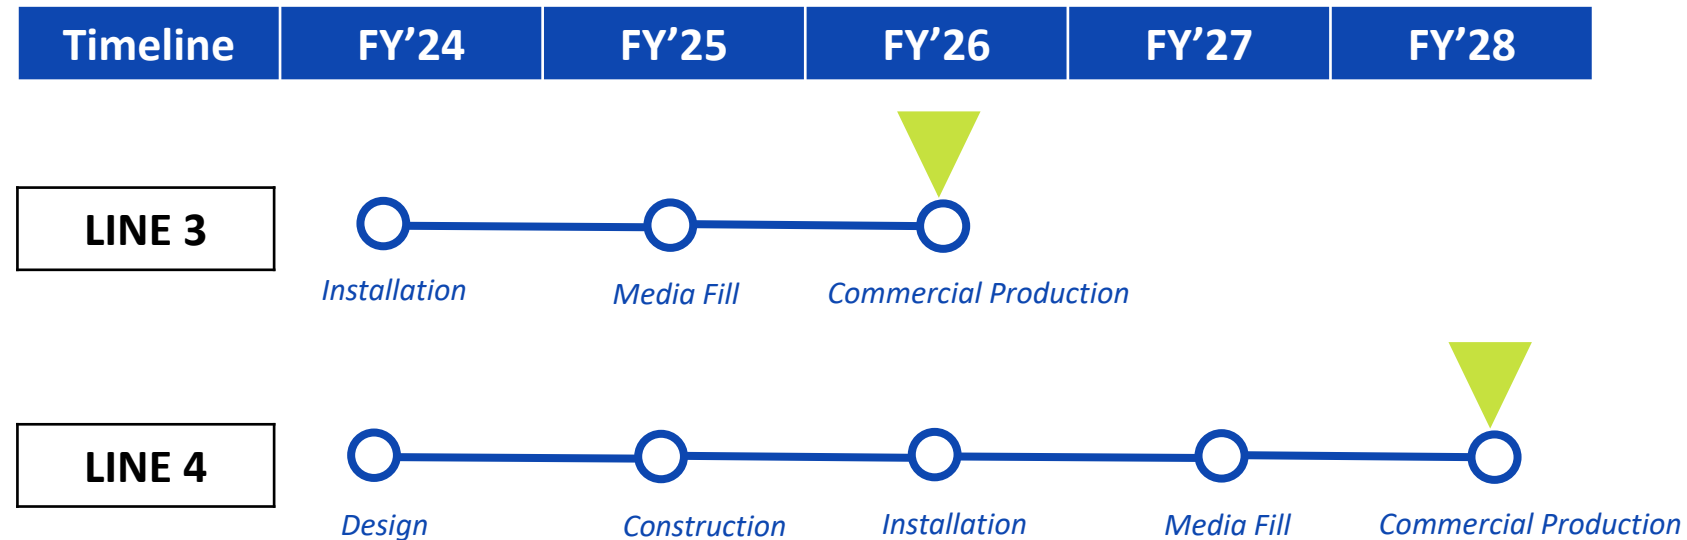 Timeline FY’24 FY’25 FY’26 FY’27 FY’28
LINE 3
Installation Media Fill Commercial Production
LINE 4
Design Construction Installation Media Fill Commercial Production